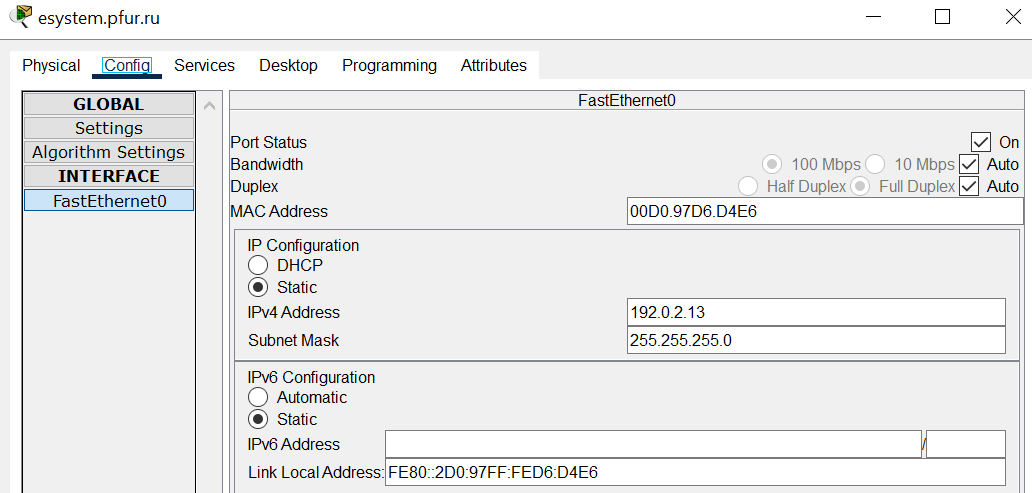 esystem.pfur.ru
Physical Config Services Desktop Programming Attributes
GLOBAL
Settings
Algorithm Settings
INTERFACE
FastEthernet0
FastEthernet0
Port Status On
Bandwidth 100 Mbps 10 Mbps Auto
Duplex Half Duplex Full Duplex Auto
MAC Address 00D0.97D6.D4E6
IP Configuration
DHCP
Static
IPv4 Address 192.0.2.13
Subnet Mask 255.255.255.0
IPv6 Configuration
Automatic
Static
IPv6 Address /
Link Local Address: FE80::2D0:97FF:FED6:D4E6